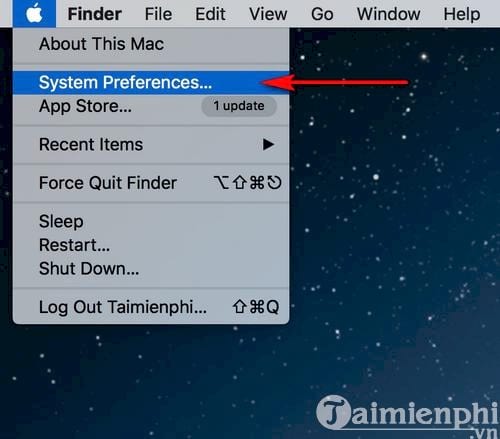 Finder File Edit View Go Window Help
About This Mac
System Preferences...
App Store... 1 update
Recent Items ▶
Force Quit Finder ⌥⇧⌘⎋
Sleep
Restart...
Shut Down...
Log Out Taimienphi... ⇧⌘Q
Taimienphi
.vn